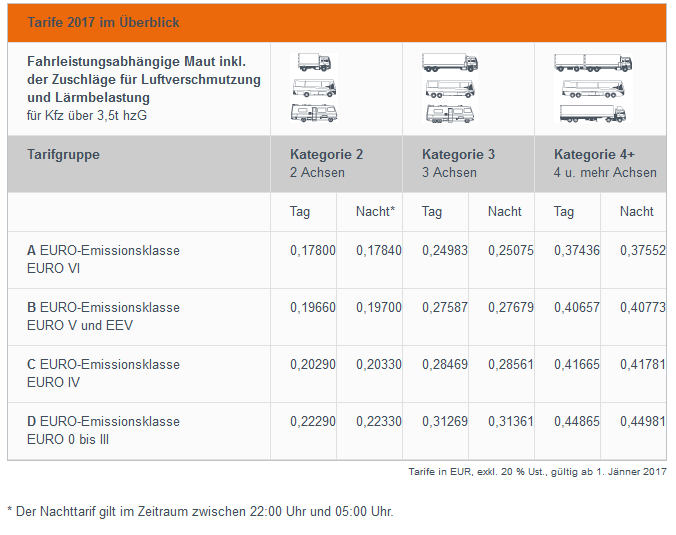 Tarife 2017 im Überblick
Fahrleistungsabhängige Maut inkl.
der Zuschläge für Luftverschmutzung
und Lärmbelastung
für Kfz über 3,5t hzG
Tarifgruppe Kategorie 2 Kategorie 3 Kategorie 4+
2 Achsen 3 Achsen 4 u. mehr Achsen
Tag Nacht* Tag Nacht Tag Nacht
A EURO-Emissionsklasse 0,17800 0,17840 0,24983 0,25075 0,37436 0,37552
EURO VI
B EURO-Emissionsklasse 0,19660 0,19700 0,27587 0,27679 0,40657 0,40773
EURO V und EEV
C EURO-Emissionsklasse 0,20290 0,20330 0,28469 0,28561 0,41665 0,41781
EURO IV
D EURO-Emissionsklasse 0,22290 0,22330 0,31269 0,31361 0,44865 0,44981
EURO 0 bis III
Tarife in EUR, exkl. 20 % Ust., gültig ab 1. Jänner 2017
* Der Nachttarif gilt im Zeitraum zwischen 22:00 Uhr und 05:00 Uhr.